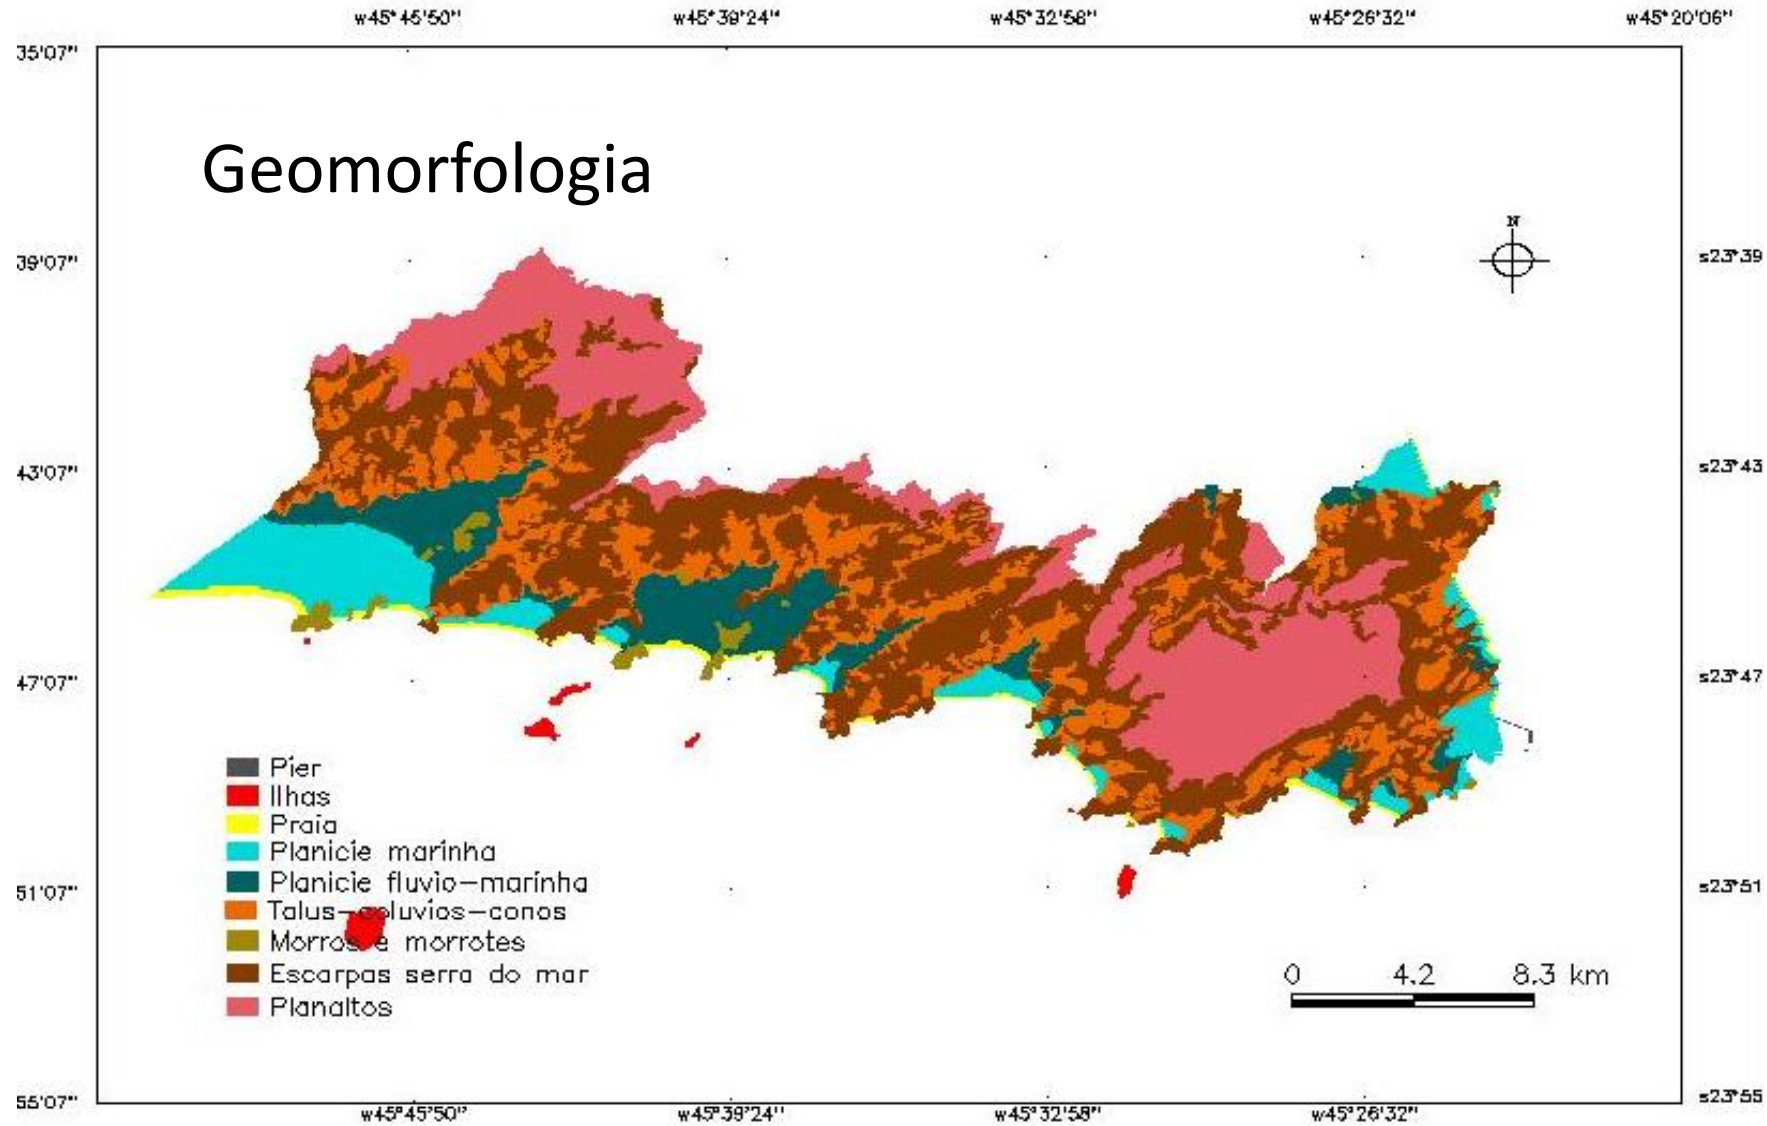 w45°45'50" w45°39'24" w45°32'58" w45°26'32" w45°20'06"
35'07"
Geomorfologia
N
39'07" s23°39
43'07" s23°43
47'07" s23°47
Pier
Ilhas
Praia
Planicie marinha
Planicie fluvio-marinha
51'07" s23°51
Talus-coluvios-conos
Morros e morrotes
Escarpas serra do mar
0 4.2 8.3 km
Planaltos
55'07" s23°55
w45°45'50" w45°39'24" w45°32'58" w45°26'32"